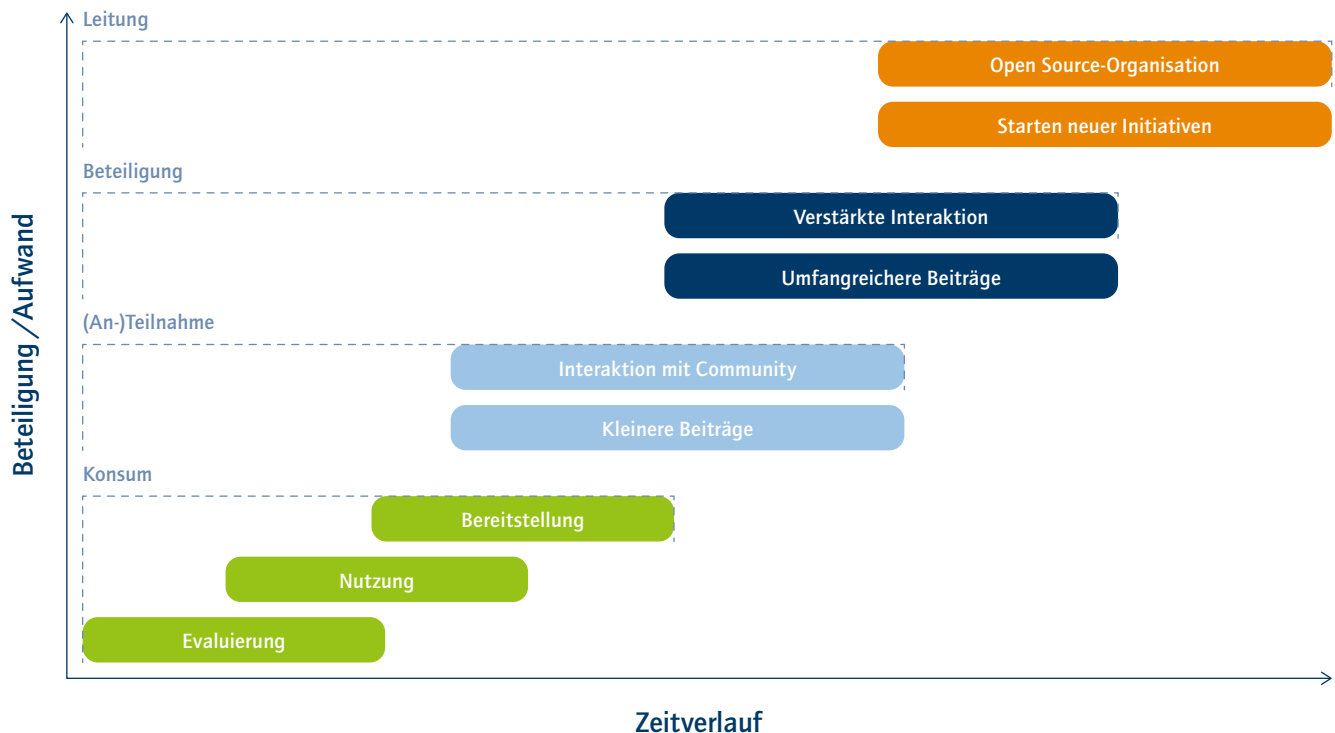 Leitung
Open Source-Organisation
Starten neuer Initiativen
Beteiligung
Verstärkte Interaktion
Umfangreichere Beiträge
(An-)Teilnahme
Interaktion mit Community
Kleinere Beiträge
Konsum
Bereitstellung
Nutzung
Evaluierung
Beteiligung /Aufwand
Zeitverlauf